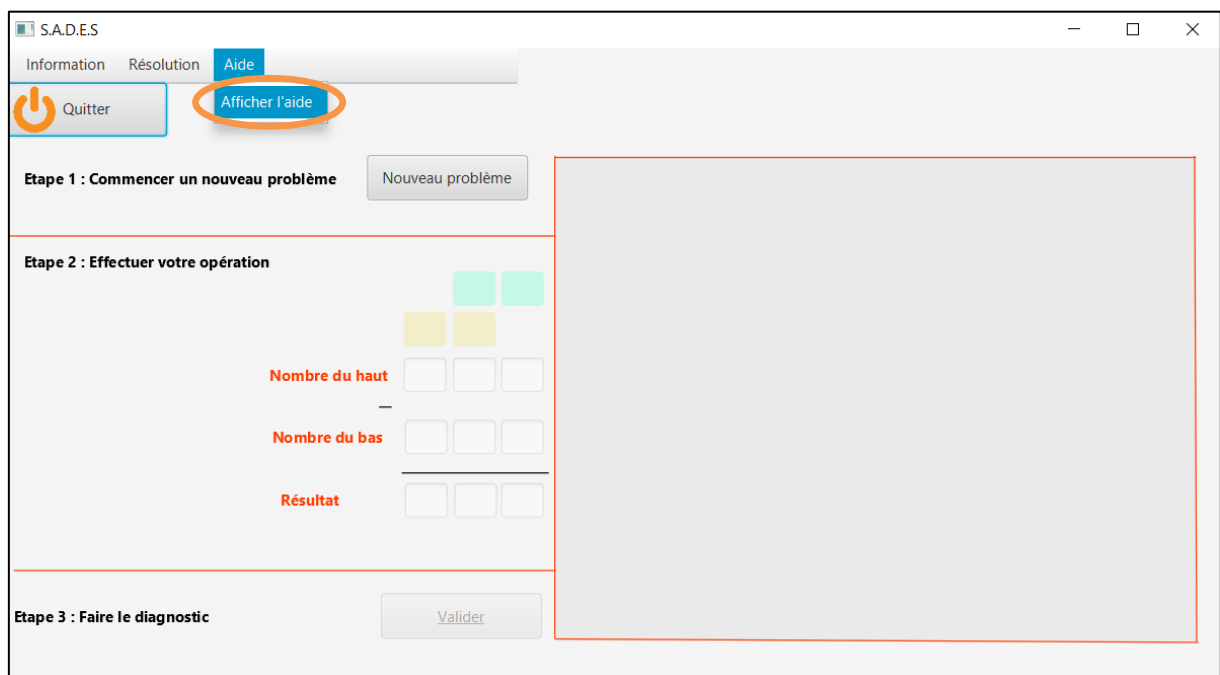 S.A.D.E.S
Information Résolution Aide
Quitter
Afficher l'aide
Etape 1 : Commencer un nouveau problème
Nouveau problème
Etape 2 : Effectuer votre opération
Nombre du haut
—
Nombre du bas
Résultat
Etape 3 : Faire le diagnostic
Valider